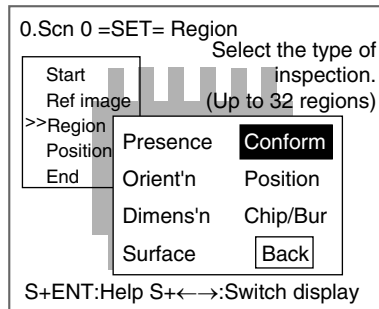 0.Scn 0 =SET= Region
Select the type of
inspection.
(Up to 32 regions)
Start
Ref image
>>Region
Position
End
Presence Conform
Orient'n Position
Dimens'n Chip/Bur
Surface Back
S+ENT:Help S+←→:Switch display